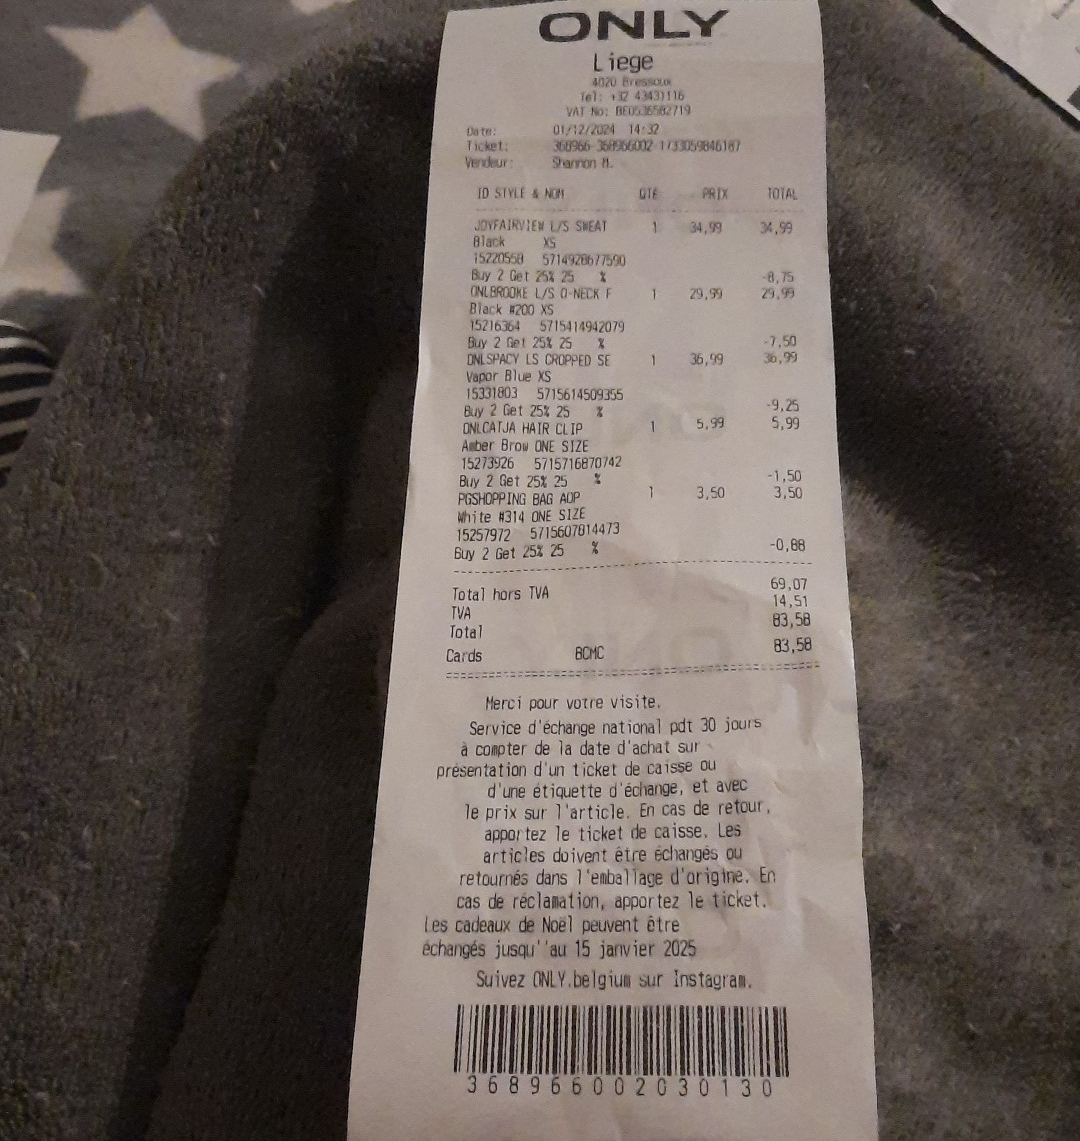 ONLY
Liege
4020 Bressoux
Tel: +32 43431116
VAT No: BE0536582719
Date: 01/12/2024 14:32
Ticket: 368966-368966002-1733059846187
Vendeur: Shannon M.
ID STYLE & NOM QTE PRIX TOTAL
JDYFAIRVIEW L/S SWEAT 1 34,99 34,99
Black XS
15220558 5714928677590
Buy 2 Get 25% 25 % -8,75
ONLBROOKE L/S O-NECK F 1 29,99 29,99
Black #200 XS
15216364 5715414942079
Buy 2 Get 25% 25 % -7,50
ONLSPACY LS CROPPED SE 1 36,99 36,99
Vapor Blue XS
15331803 5715614509355
Buy 2 Get 25% 25 % -9,25
ONLCATJA HAIR CLIP 1 5,99 5,99
Amber Brow ONE SIZE
15273926 5715716870742
Buy 2 Get 25% 25 % -1,50
PGSHOPPING BAG AOP 1 3,50 3,50
White #314 ONE SIZE
15257972 5715607814473
Buy 2 Get 25% 25 % -0,88
Total hors TVA 69,07
TVA 14,51
Total 83,58
Cards BCMC 83,58
Merci pour votre visite.
Service d'échange national pdt 30 jours
à compter de la date d'achat sur
présentation d'un ticket de caisse ou
d'une étiquette d'échange, et avec
le prix sur l'article. En cas de retour,
apportez le ticket de caisse. Les
articles doivent être échangés ou
retournés dans l'emballage d'origine. En
cas de réclamation, apportez le ticket.
Les cadeaux de Noël peuvent être
échangés jusqu''au 15 janvier 2025
Suivez ONLY.belgium sur Instagram.
368966002030130